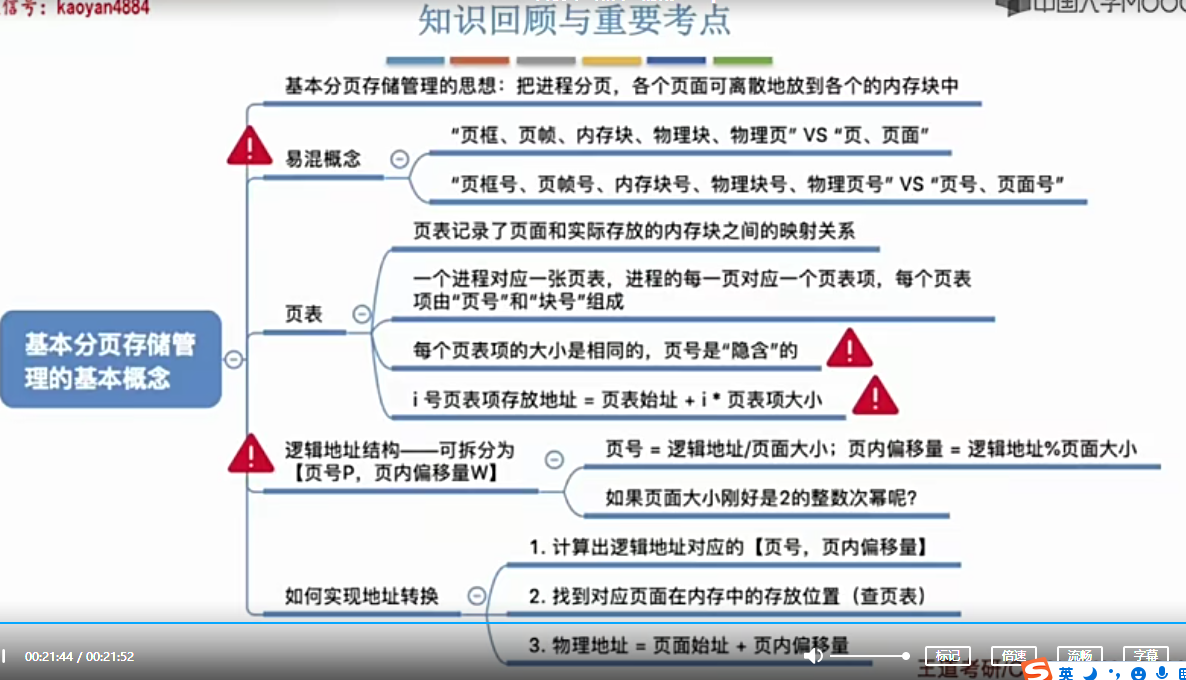 信号：kaoyan4884
中国大学MOOC
知识回顾与重要考点
基本分页存储管理的思想：把进程分页，各个页面可离散地放到各个的内存块中
“页框、页帧、内存块、物理块、物理页” VS “页、页面”
易混概念
“页框号、页帧号、内存块号、物理块号、物理页号” VS “页号、页面号”
页表记录了页面和实际存放的内存块之间的映射关系
一个进程对应一张页表，进程的每一页对应一个页表项，每个页表
项由“页号”和“块号”组成
页表
每个页表项的大小是相同的，页号是“隐含”的
i 号页表项存放地址 = 页表始址 + i * 页表项大小
基本分页存储管
理的基本概念
逻辑地址结构——可拆分为
【页号P，页内偏移量W】
页号 = 逻辑地址/页面大小；页内偏移量 = 逻辑地址%页面大小
如果页面大小刚好是2的整数次幂呢？
1. 计算出逻辑地址对应的【页号，页内偏移量】
如何实现地址转换
2. 找到对应页面在内存中的存放位置（查页表）
3. 物理地址 = 页面始址 + 页内偏移量
00:21:44 / 00:21:52
标记
倍速
流畅
字幕
王道考研/C
英